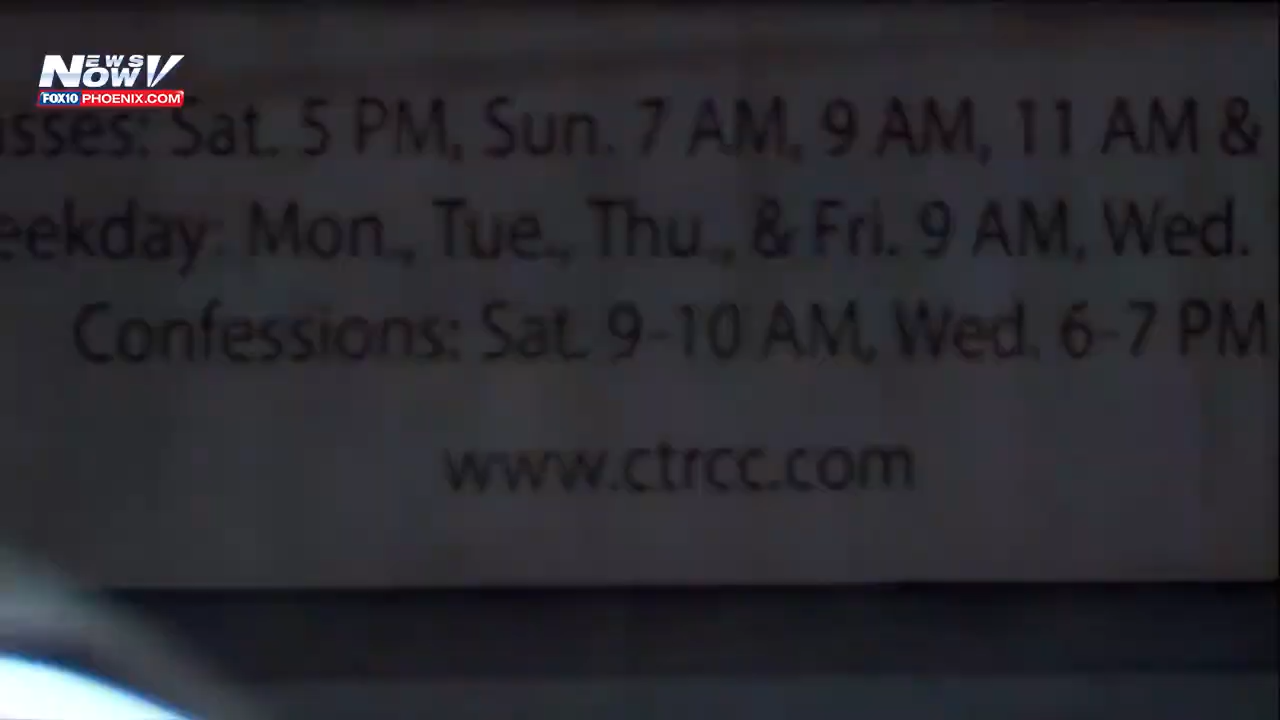 NEWS
NOW
FOX10 PHOENIX.COM
asses: Sat. 5 PM, Sun. 7 AM, 9 AM, 11 AM &
eekday: Mon., Tue., Thu., & Fri. 9 AM, Wed.
Confessions: Sat. 9-10 AM, Wed. 6-7 PM
www.ctrcc.com